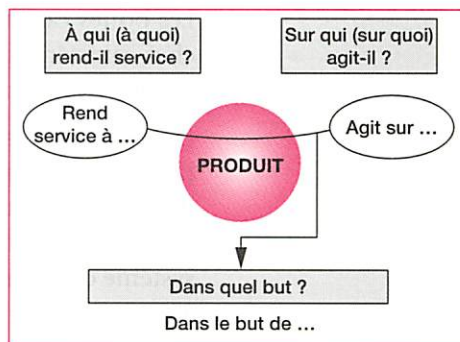 À qui (à quoi)
rend-il service ?
Sur qui (sur quoi)
agit-il ?
Rend
service à ...
PRODUIT
Agit sur ...
Dans quel but ?
Dans le but de ...